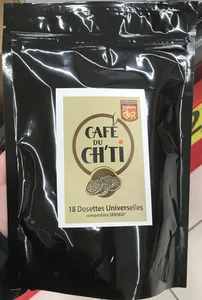 CAFÉ
DU
CH'Ti
18 Dosettes Universelles
compatibles SENSEO®